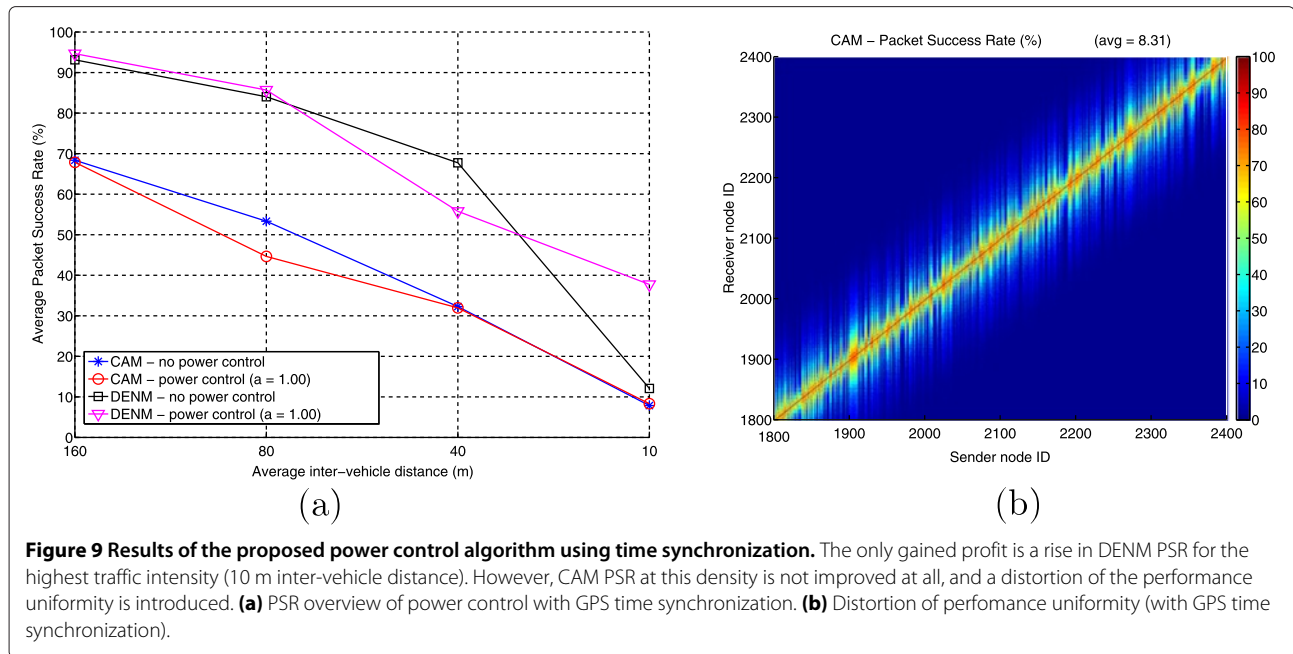 100
90
80
70
60
50
40
30
20
10
0
Average Packet Success Rate (%)
CAM – no power control
CAM – power control (a = 1.00)
DENM – no power control
DENM – power control (a = 1.00)
160
80
40
10
Average inter-vehicle distance (m)
(a)
CAM – Packet Success Rate (%) (avg = 8.31)
2400
2300
2200
2100
2000
1900
1800
Receiver node ID
1800
1900
2000
2100
2200
2300
2400
Sender node ID
100
90
80
70
60
50
40
30
20
10
0
(b)
Figure 9 Results of the proposed power control algorithm using time synchronization. The only gained profit is a rise in DENM PSR for the
highest traffic intensity (10 m inter-vehicle distance). However, CAM PSR at this density is not improved at all, and a distortion of the performance
uniformity is introduced. (a) PSR overview of power control with GPS time synchronization. (b) Distortion of perfomance uniformity (with GPS time
synchronization).